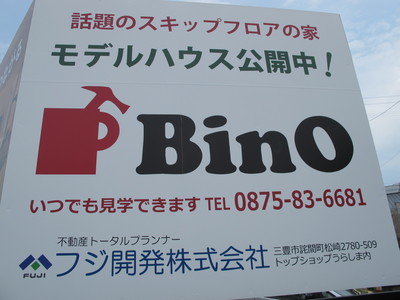 話題のスキップフロアの家
モデルハウス公開中!
BinO
いつでも見学できます TEL 0875-83-6681
不動産トータルプランナー
FUJI フジ開発株式会社
三豊市詫間町松崎2780-509
トップショップうらしま内